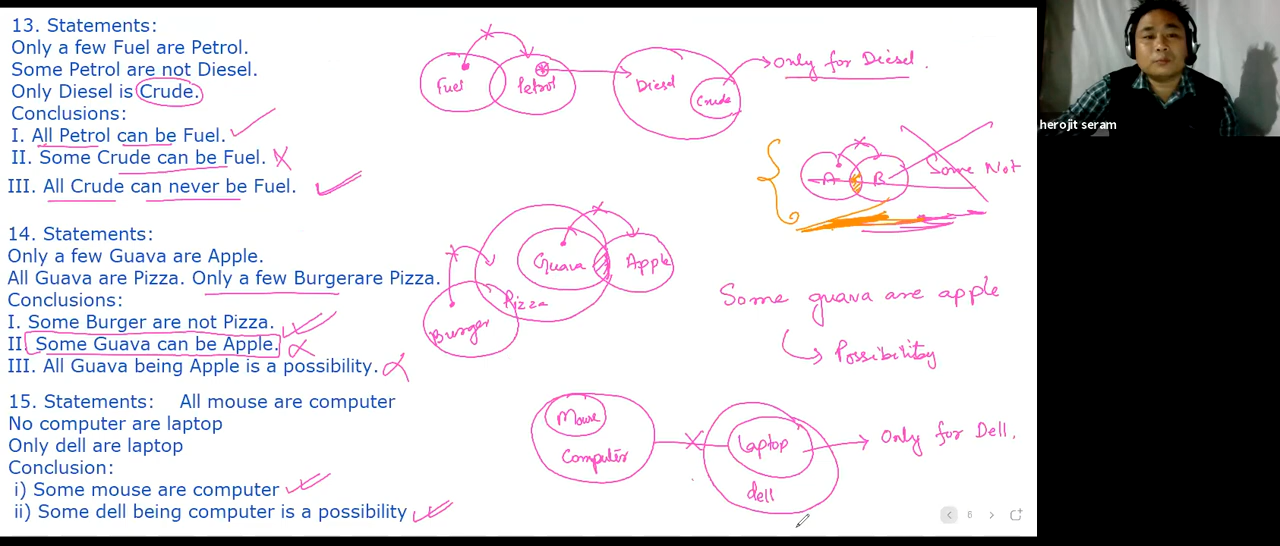 13. Statements:
Only a few Fuel are Petrol.
Some Petrol are not Diesel.
Only Diesel is Crude.
Conclusions:
I. All Petrol can be Fuel.
II. Some Crude can be Fuel.
III. All Crude can never be Fuel.
Fuel
Petrol
Diesel
Crude
only for Diesel.
A
B
Some Not
14. Statements:
Only a few Guava are Apple.
All Guava are Pizza. Only a few Burgerare Pizza.
Conclusions:
I. Some Burger are not Pizza.
II. Some Guava can be Apple.
III. All Guava being Apple is a possibility.
Guava
Apple
Pizza
Burger
Some guava are apple
Possibility
15. Statements: All mouse are computer
No computer are laptop
Only dell are laptop
Conclusion:
i) Some mouse are computer
ii) Some dell being computer is a possibility
Mouse
Computer
Laptop
dell
Only for Dell.
herojit seram
6